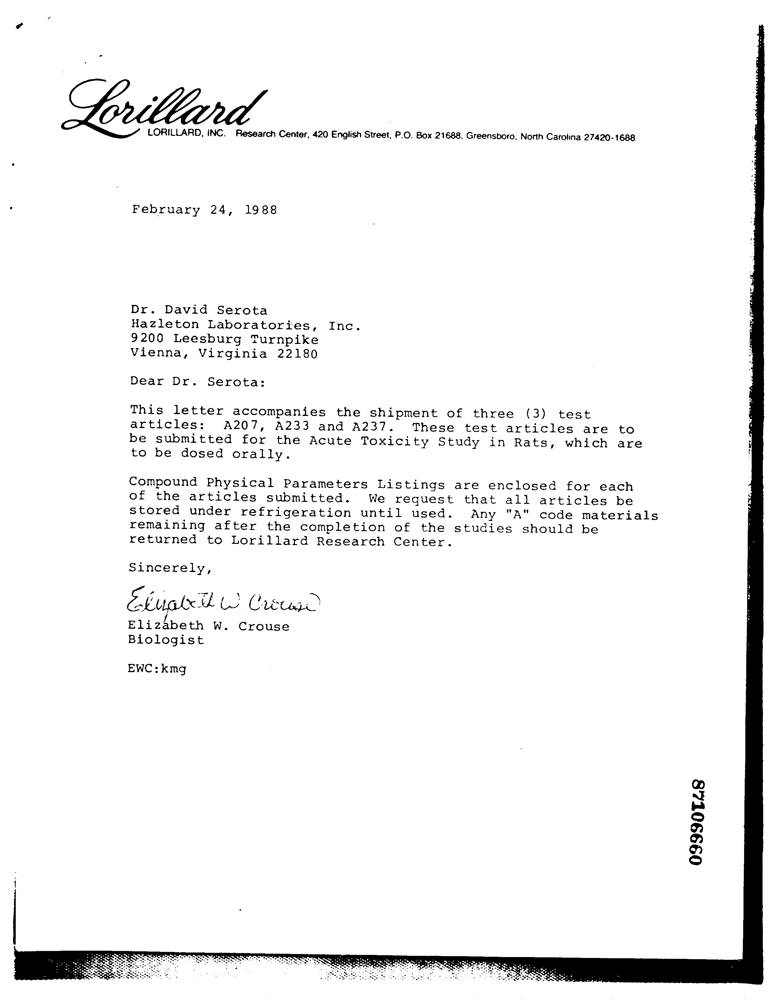 Lorillard
LORILLARD, INC. Research Center, 420 English Street, P.O. Box 21688, Greensboro, North Carolina 27420-1688
February 24, 1988
Dr. David Serota
Hazleton Laboratories, Inc.
9200 Leesburg Turnpike
Vienna, Virginia 22180
Dear Dr. Serota:
This letter accompanies the shipment of three (3) test
articles: A207, A233 and A237. These test articles are to
be submitted for the Acute Toxicity Study in Rats, which are
to be dosed orally.
Compound Physical Parameters Listings are enclosed for each
of the articles submitted. We request that all articles be
stored under refrigeration until used. Any "A" code materials
remaining after the completion of the studies should be
returned to Lorillard Research Center.
Sincerely,
Elizabeth W Crouse
Elizabeth W. Crouse
Biologist
EWC:kmg
87106660